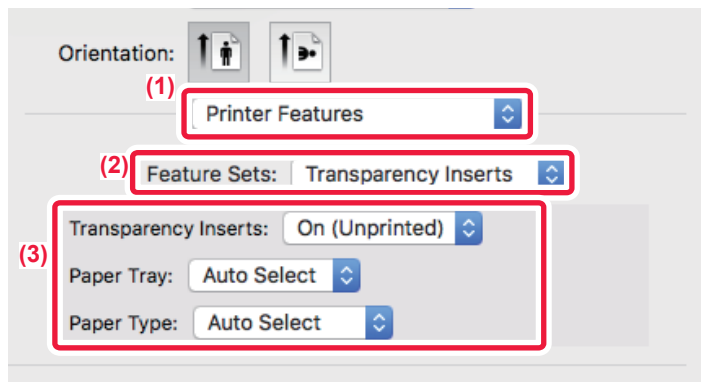 Orientation:
(1)
Printer Features
(2) Feature Sets: Transparency Inserts
Transparency Inserts: On (Unprinted)
(3)
Paper Tray: Auto Select
Paper Type: Auto Select